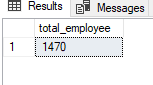 Results Messages
total_employee
1 1470